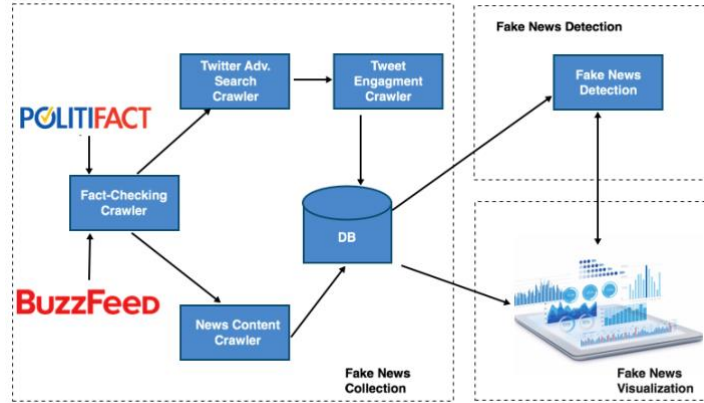 Fake News Detection
Twitter Adv.
Search
Crawler
Tweet
Engagment
Crawler
Fake News
Detection
POLITIFACT
Fact-Checking
Crawler
DB
BuzzFeed
News Content
Crawler
Fake News
Collection
Fake News
Visualization